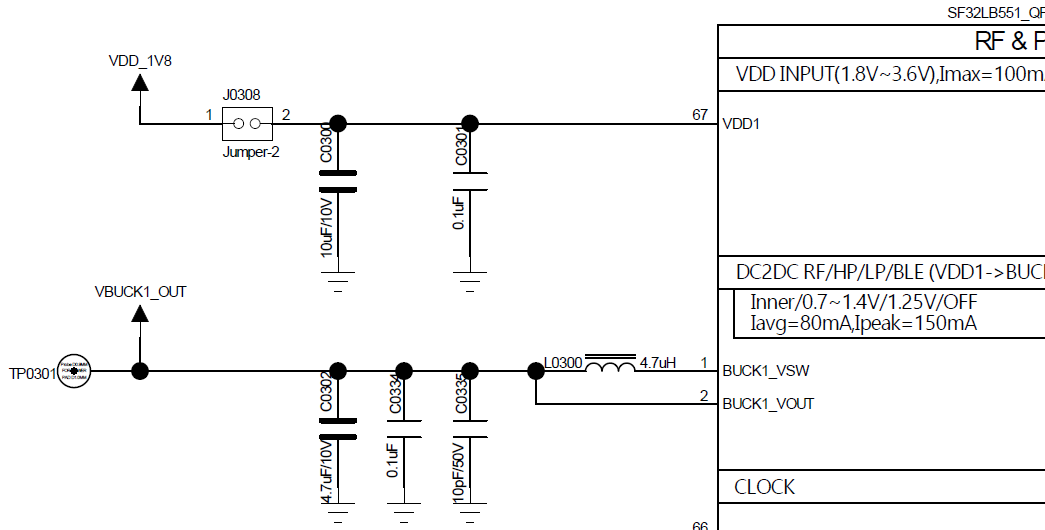 SF32LB551_QF
RF & P
VDD_1V8
VDD INPUT(1.8V~3.6V),Imax=100m
J0308
1
2
67
VDD1
Jumper-2
C0300
C0301
10uF/10V
0.1uF
DC2DC RF/HP/LP/BLE (VDD1->BUC
VBUCK1_OUT
Inner/0.7~1.4V/1.25V/OFF
Iavg=80mA,Ipeak=150mA
TP0301
L0300
4.7uH
1
BUCK1_VSW
C0302
C0334
C0335
2
BUCK1_VOUT
4.7uF/10V
0.1uF
10pF/50V
CLOCK
66